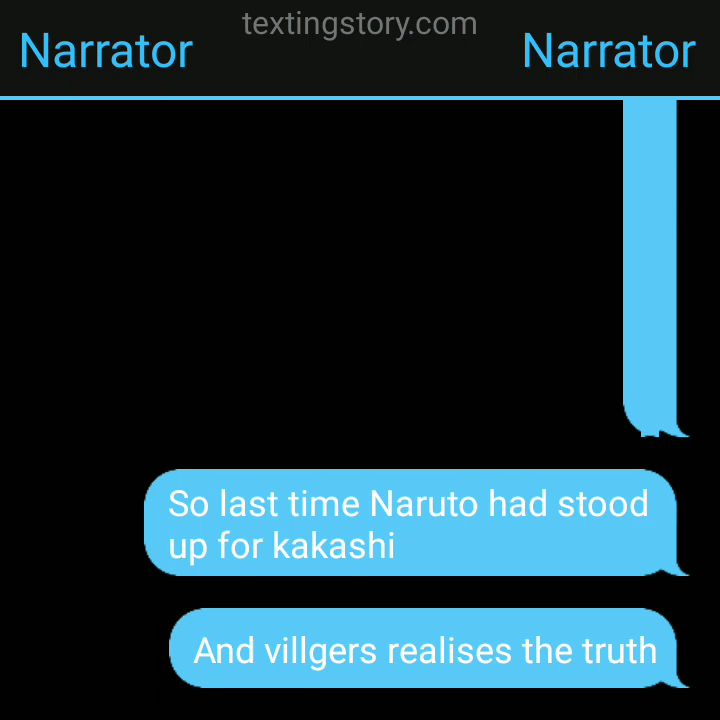 textingstory.com
Narrator Narrator
So last time Naruto had stood
up for kakashi
And villgers realises the truth